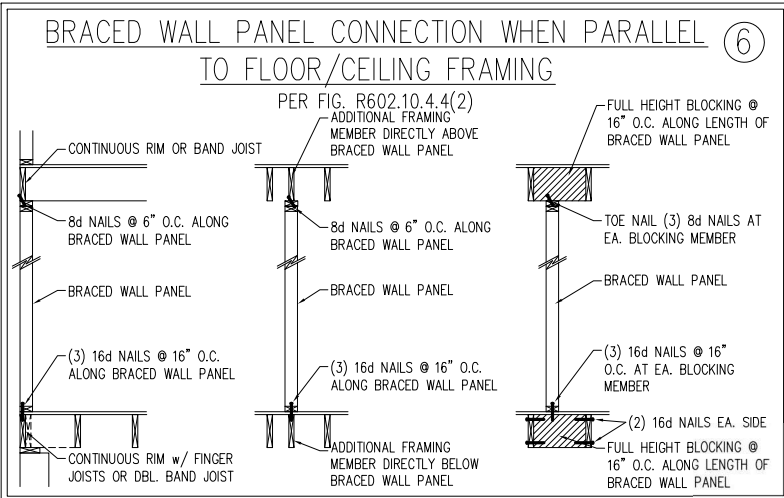 BRACED WALL PANEL CONNECTION WHEN PARALLEL
TO FLOOR/CEILING FRAMING
6
PER FIG. R602.10.4.4(2)
CONTINUOUS RIM OR BAND JOIST
8d NAILS @ 6" O.C. ALONG
BRACED WALL PANEL
BRACED WALL PANEL
(3) 16d NAILS @ 16" O.C.
ALONG BRACED WALL PANEL
CONTINUOUS RIM w/ FINGER
JOISTS OR DBL. BAND JOIST
ADDITIONAL FRAMING
MEMBER DIRECTLY ABOVE
BRACED WALL PANEL
8d NAILS @ 6" O.C. ALONG
BRACED WALL PANEL
BRACED WALL PANEL
(3) 16d NAILS @ 16" O.C.
ALONG BRACED WALL PANEL
ADDITIONAL FRAMING
MEMBER DIRECTLY BELOW
BRACED WALL PANEL
FULL HEIGHT BLOCKING @
16" O.C. ALONG LENGTH OF
BRACED WALL PANEL
TOE NAIL (3) 8d NAILS AT
EA. BLOCKING MEMBER
BRACED WALL PANEL
(3) 16d NAILS @ 16"
O.C. AT EA. BLOCKING
MEMBER
(2) 16d NAILS EA. SIDE
FULL HEIGHT BLOCKING @
16" O.C. ALONG LENGTH OF
BRACED WALL PANEL